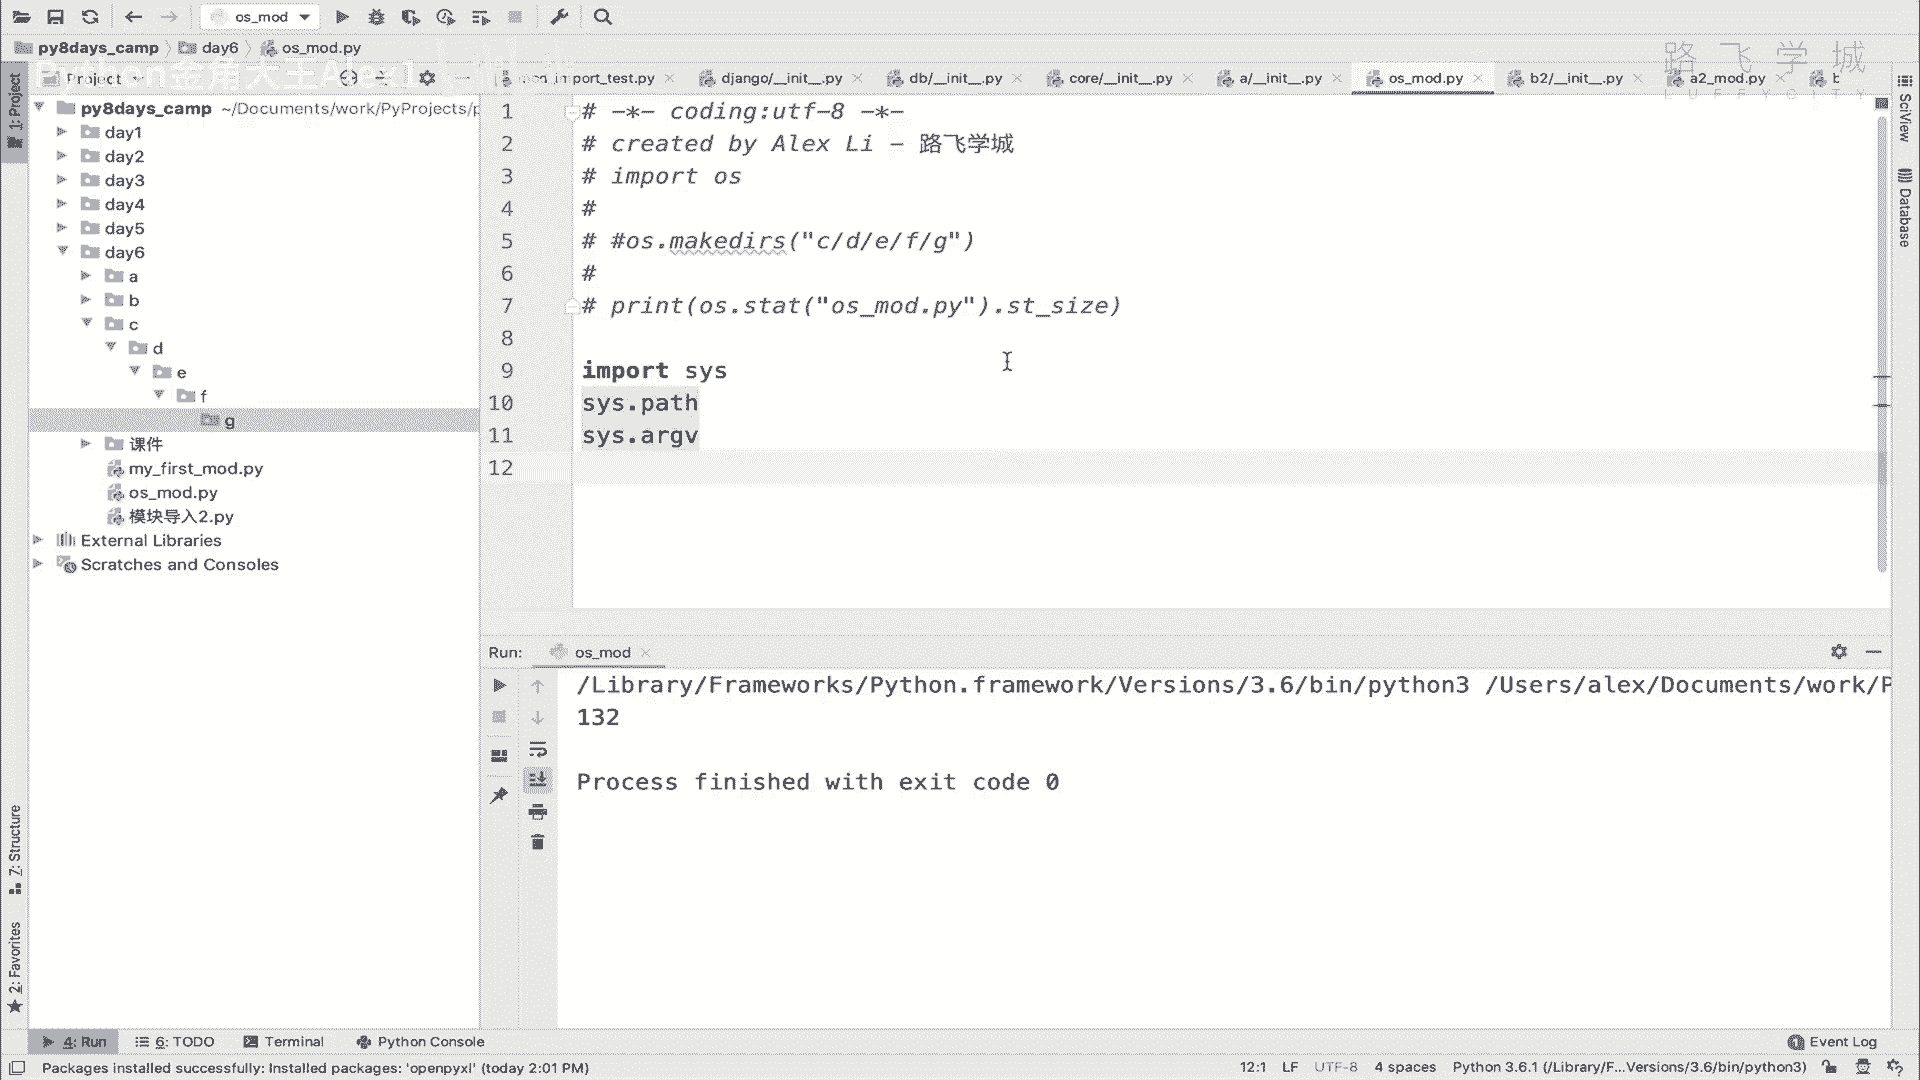 os_mod
py8days_camp day6 os_mod.py
路飞学城
LUFFYCITY
Python金角大王Alex1
Project
import_test.py django/__init__.py db/__init__.py core/__init__.py a/__init__.py os_mod.py b2/__init__.py a2_mod.py
1: Project
py8days_camp ~/Documents/work/PyProjects/p
day1
day2
day3
day4
day5
day6
a
b
c
d
e
f
g
课件
my_first_mod.py
os_mod.py
模块导入2.py
External Libraries
Scratches and Consoles
1 # -*- coding:utf-8 -*-
2 # created by Alex Li - 路飞学城
3 # import os
4 #
5 # #os.makedirs("c/d/e/f/g")
6 #
7 # print(os.stat("os_mod.py").st_size)
8
9 import sys
10 sys.path
11 sys.argv
12
SciView
Database
Run: os_mod
/Library/Frameworks/Python.framework/Versions/3.6/bin/python3 /Users/alex/Documents/work/P
132
Process finished with exit code 0
7: Structure
2: Favorites
4: Run 6: TODO Terminal Python Console Event Log
Packages installed successfully: Installed packages: 'openpyxl' (today 2:01 PM) 12:1 LF UTF-8 4 spaces Python 3.6.1 (/Library/F...Versions/3.6/bin/python3)